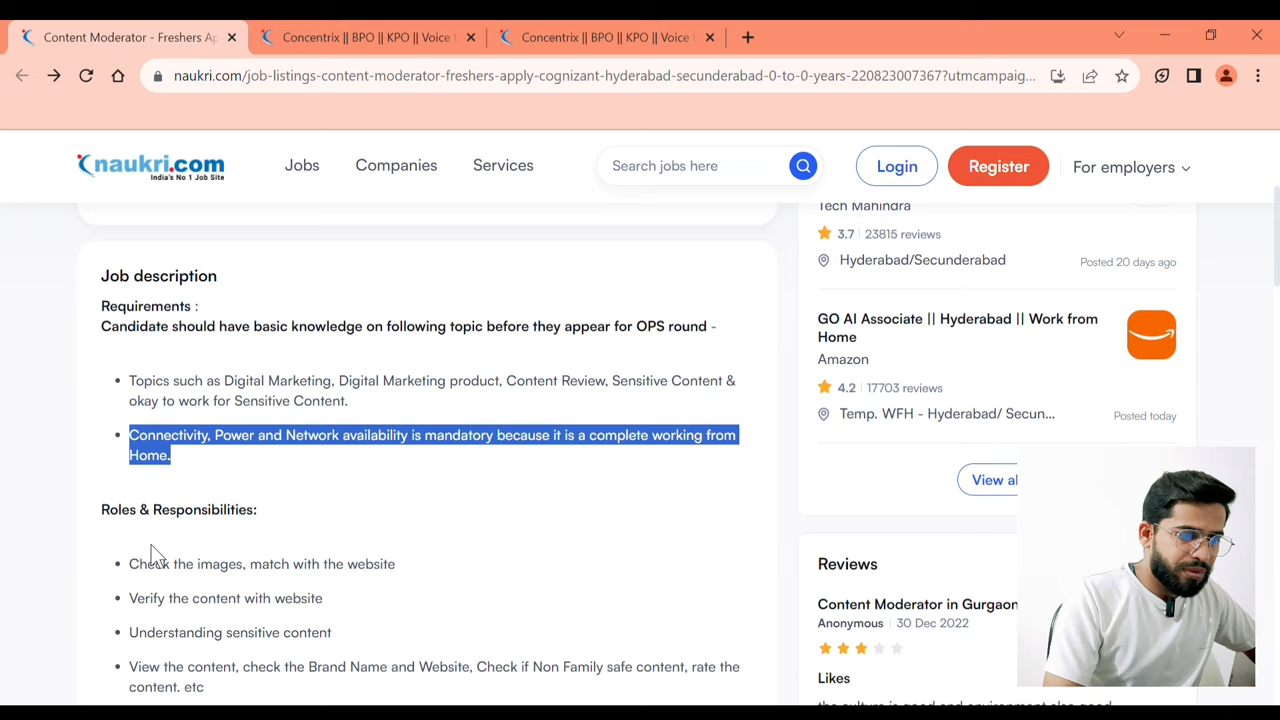 Content Moderator - Freshers Ap
Concentrix || BPO || KPO || Voice
Concentrix || BPO || KPO || Voice
naukri.com/job-listings-content-moderator-freshers-apply-cognizant-hyderabad-secunderabad-0-to-0-years-220823007367?utmcampaig...
naukri.com
India's No 1 Job Site
Jobs
Companies
Services
Search jobs here
Login
Register
For employers
Job description
Requirements :
Candidate should have basic knowledge on following topic before they appear for OPS round -
• Topics such as Digital Marketing, Digital Marketing product, Content Review, Sensitive Content &
okay to work for Sensitive Content.
• Connectivity, Power and Network availability is mandatory because it is a complete working from
Home.
Roles & Responsibilities:
• Check the images, match with the website
• Verify the content with website
• Understanding sensitive content
• View the content, check the Brand Name and Website, Check if Non Family safe content, rate the
content. etc
Tech Mahindra
3.7 | 23815 reviews
Hyderabad/Secunderabad
Posted 20 days ago
GO AI Associate || Hyderabad || Work from
Home
Amazon
4.2 | 17703 reviews
Temp. WFH - Hyderabad/ Secun...
Posted today
View al
Reviews
Content Moderator in Gurgaon
Anonymous | 30 Dec 2022
Likes